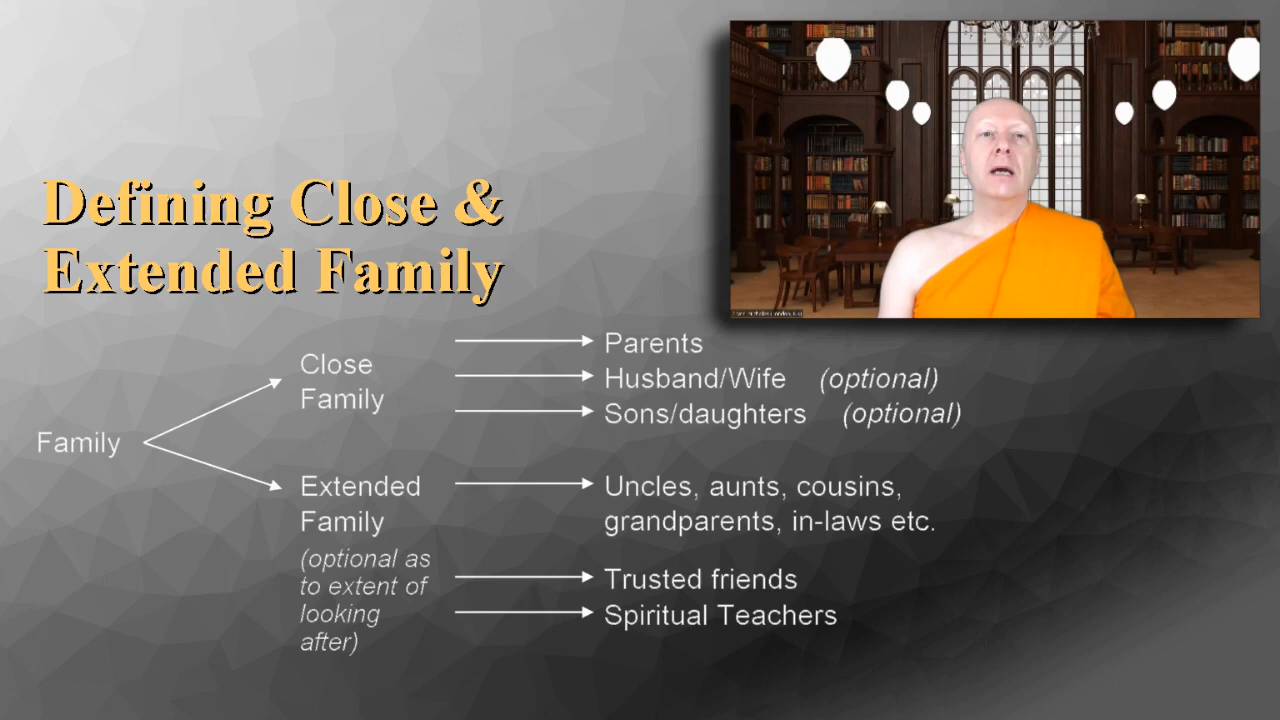 Defining Close &
Extended Family
Family
Close
Family
Parents
Husband/Wife (optional)
Sons/daughters (optional)
Extended
Family
(optional as
to extent of
looking
after)
Uncles, aunts, cousins,
grandparents, in-laws etc.
Trusted friends
Spiritual Teachers